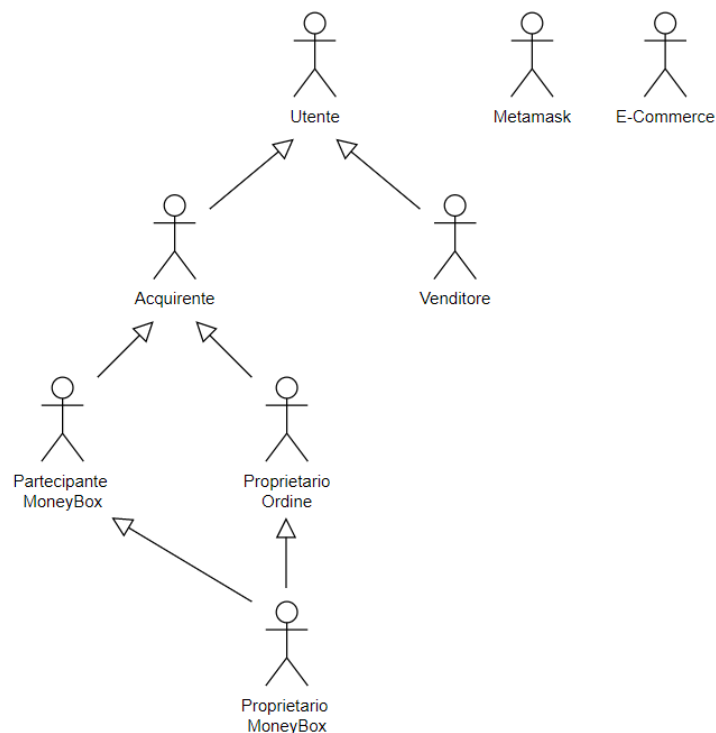 Utente
Metamask
E-Commerce
Acquirente
Venditore
Partecipante
MoneyBox
Proprietario
Ordine
Proprietario
MoneyBox